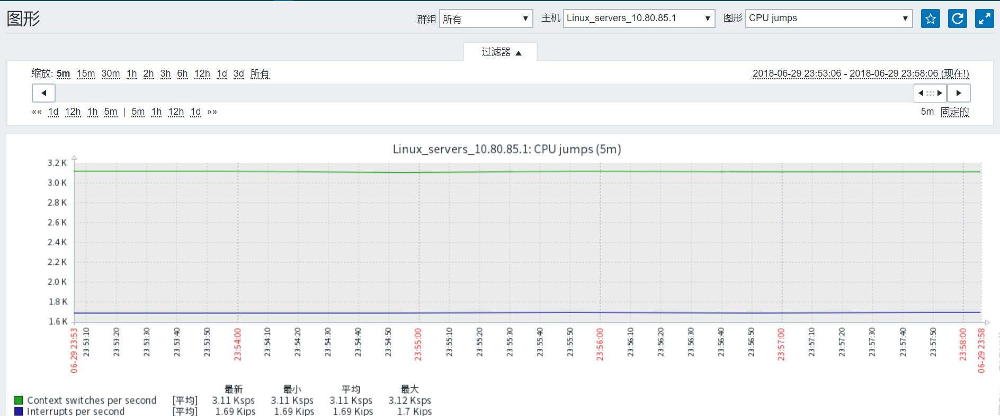 图形
群组 所有 主机 Linux_servers_10.80.85.1 图形 CPU jumps
过滤器
缩放: 5m 15m 30m 1h 2h 3h 6h 12h 1d 3d 所有 2018-06-29 23:53:06 - 2018-06-29 23:58:06 (现在!)
«« 1d 12h 1h 5m | 5m 1h 12h 1d »» 5m 固定的
Linux_servers_10.80.85.1: CPU jumps (5m)
3.2 K
3.0 K
2.8 K
2.6 K
2.4 K
2.2 K
2.0 K
1.8 K
1.6 K
06-29 23:53 23:53:10 23:53:20 23:53:30 23:53:40 23:53:50 23:54:00 23:54:10 23:54:20 23:54:30 23:54:40 23:54:50 23:55:00 23:55:10 23:55:20 23:55:30 23:55:40 23:55:50 23:56:00 23:56:10 23:56:20 23:56:30 23:56:40 23:56:50 23:57:00 23:57:10 23:57:20 23:57:30 23:57:40 23:57:50 23:58:00 06-29 23:58
最新 最小 平均 最大
Context switches per second [平均] 3.11 Ksps 3.11 Ksps 3.11 Ksps 3.12 Ksps
Interrupts per second [平均] 1.69 Kips 1.69 Kips 1.69 Kips 1.7 Kips